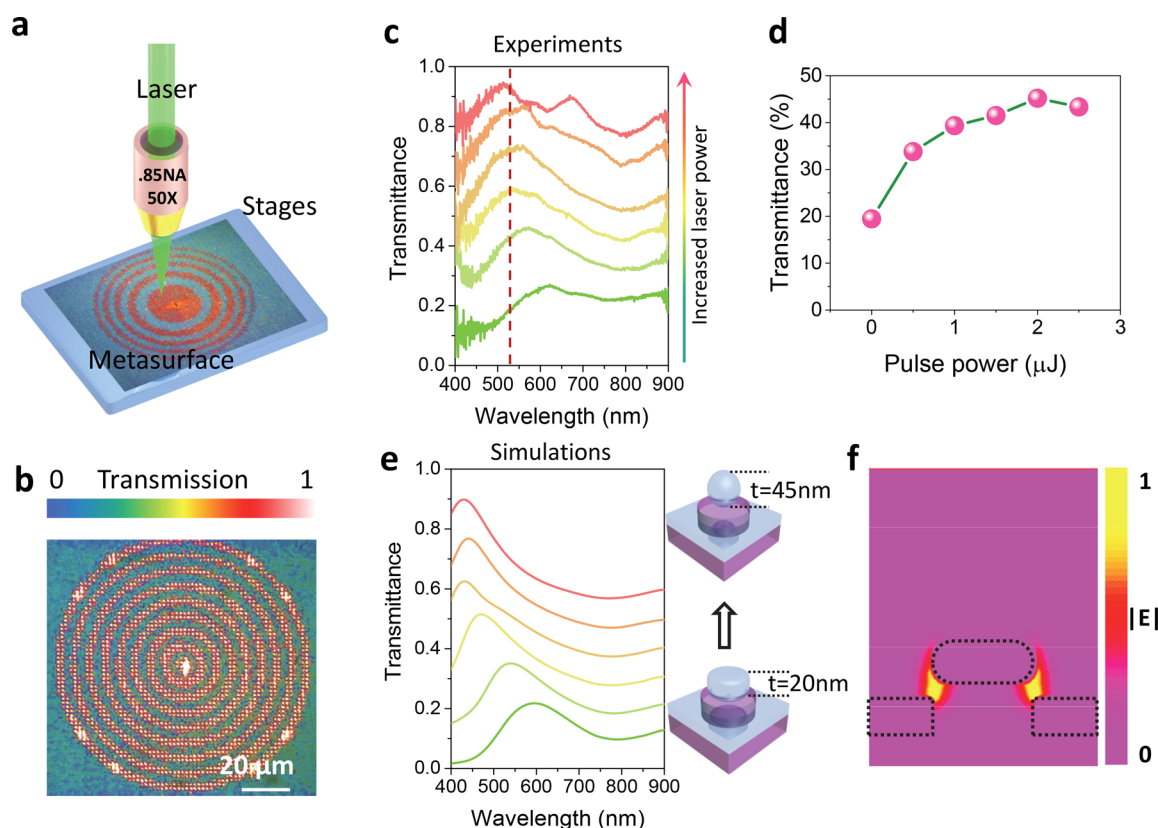 a
Laser
.85NA
50X
Stages
Metasurface
b
0 Transmission 1
20 μm
c
Experiments
Transmittance
1.0
0.8
0.6
0.4
0.2
0.0
400 500 600 700 800 900
Wavelength (nm)
Increased laser power
d
Transmittance (%)
50
40
30
20
10
0
0 1 2 3
Pulse power (μJ)
e
Simulations
Transmittance
1.0
0.8
0.6
0.4
0.2
0.0
400 500 600 700 800 900
Wavelength (nm)
t=45nm
t=20nm
f
1
|E|
0